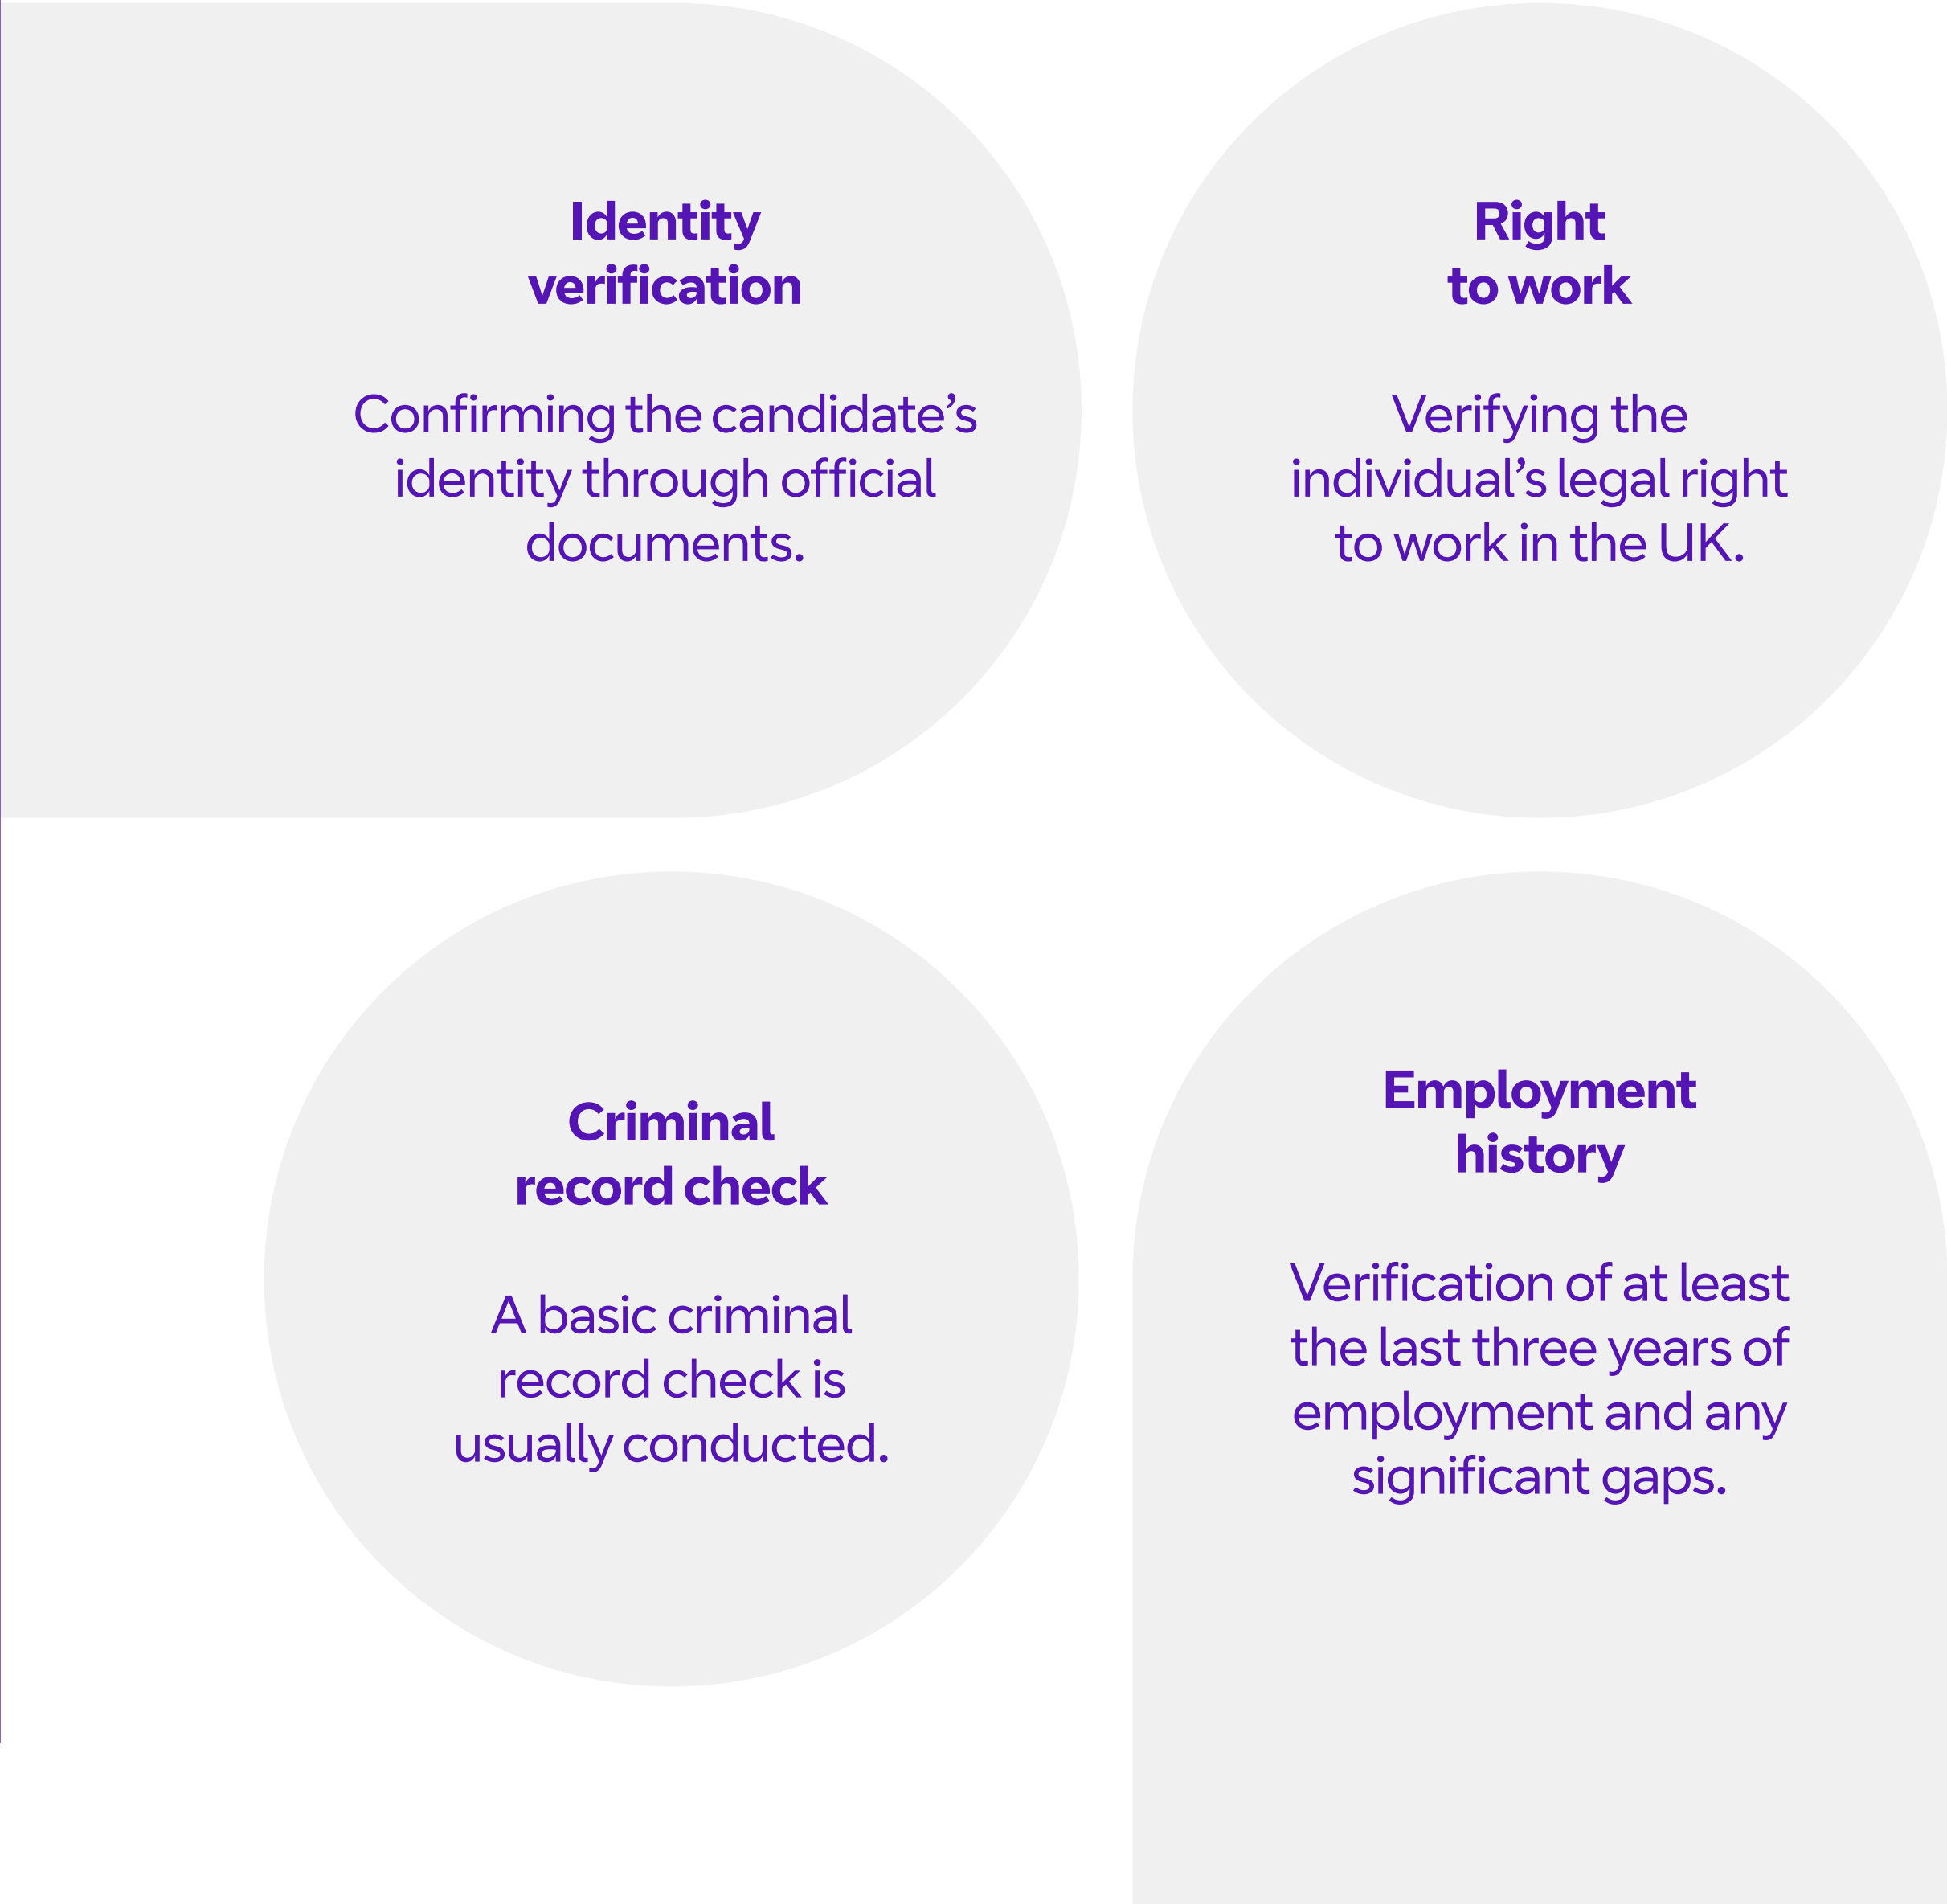 Identity
verification
Confirming the candidate’s
identity through official
documents.
Right
to work
Verifying the
individual’s legal right
to work in the UK.
Criminal
record check
A basic criminal
record check is
usually conducted.
Employment
history
Verification of at least
the last three years of
employment and any
significant gaps.